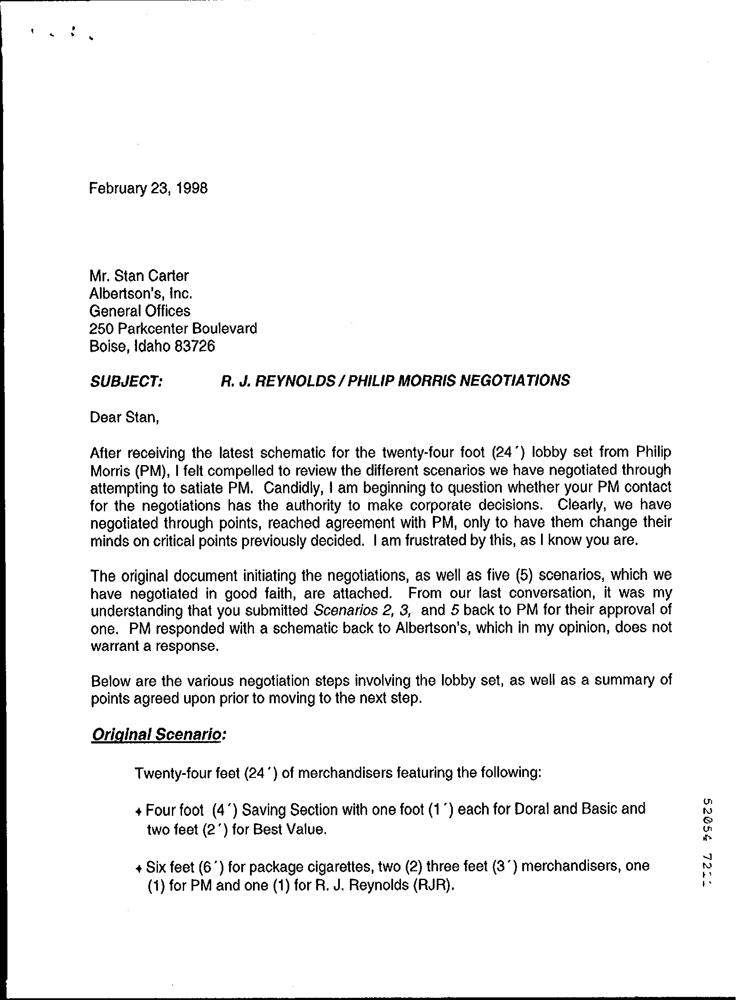 February 23, 1998
Mr. Stan Carter
Albertson's, Inc.
General Offices
250 Parkcenter Boulevard
Boise, Idaho 83726
SUBJECT: R. J. REYNOLDS / PHILIP MORRIS NEGOTIATIONS
Dear Stan,
After receiving the latest schematic for the twenty-four foot (24´) lobby set from Philip
Morris (PM), I felt compelled to review the different scenarios we have negotiated through
attempting to satiate PM. Candidly, I am beginning to question whether your PM contact
for the negotiations has the authority to make corporate decisions. Clearly, we have
negotiated through points, reached agreement with PM, only to have them change their
minds on critical points previously decided. I am frustrated by this, as I know you are.
The original document initiating the negotiations, as well as five (5) scenarios, which we
have negotiated in good faith, are attached. From our last conversation, it was my
understanding that you submitted Scenarios 2, 3, and 5 back to PM for their approval of
one. PM responded with a schematic back to Albertson's, which in my opinion, does not
warrant a response.
Below are the various negotiation steps involving the lobby set, as well as a summary of
points agreed upon prior to moving to the next step.
Original Scenario:
Twenty-four feet (24´) of merchandisers featuring the following:
+ Four foot (4´) Saving Section with one foot (1´) each for Doral and Basic and
two feet (2´) for Best Value.
+ Six feet (6´) for package cigarettes, two (2) three feet (3´) merchandisers, one
(1) for PM and one (1) for R. J. Reynolds (RJR).
52054